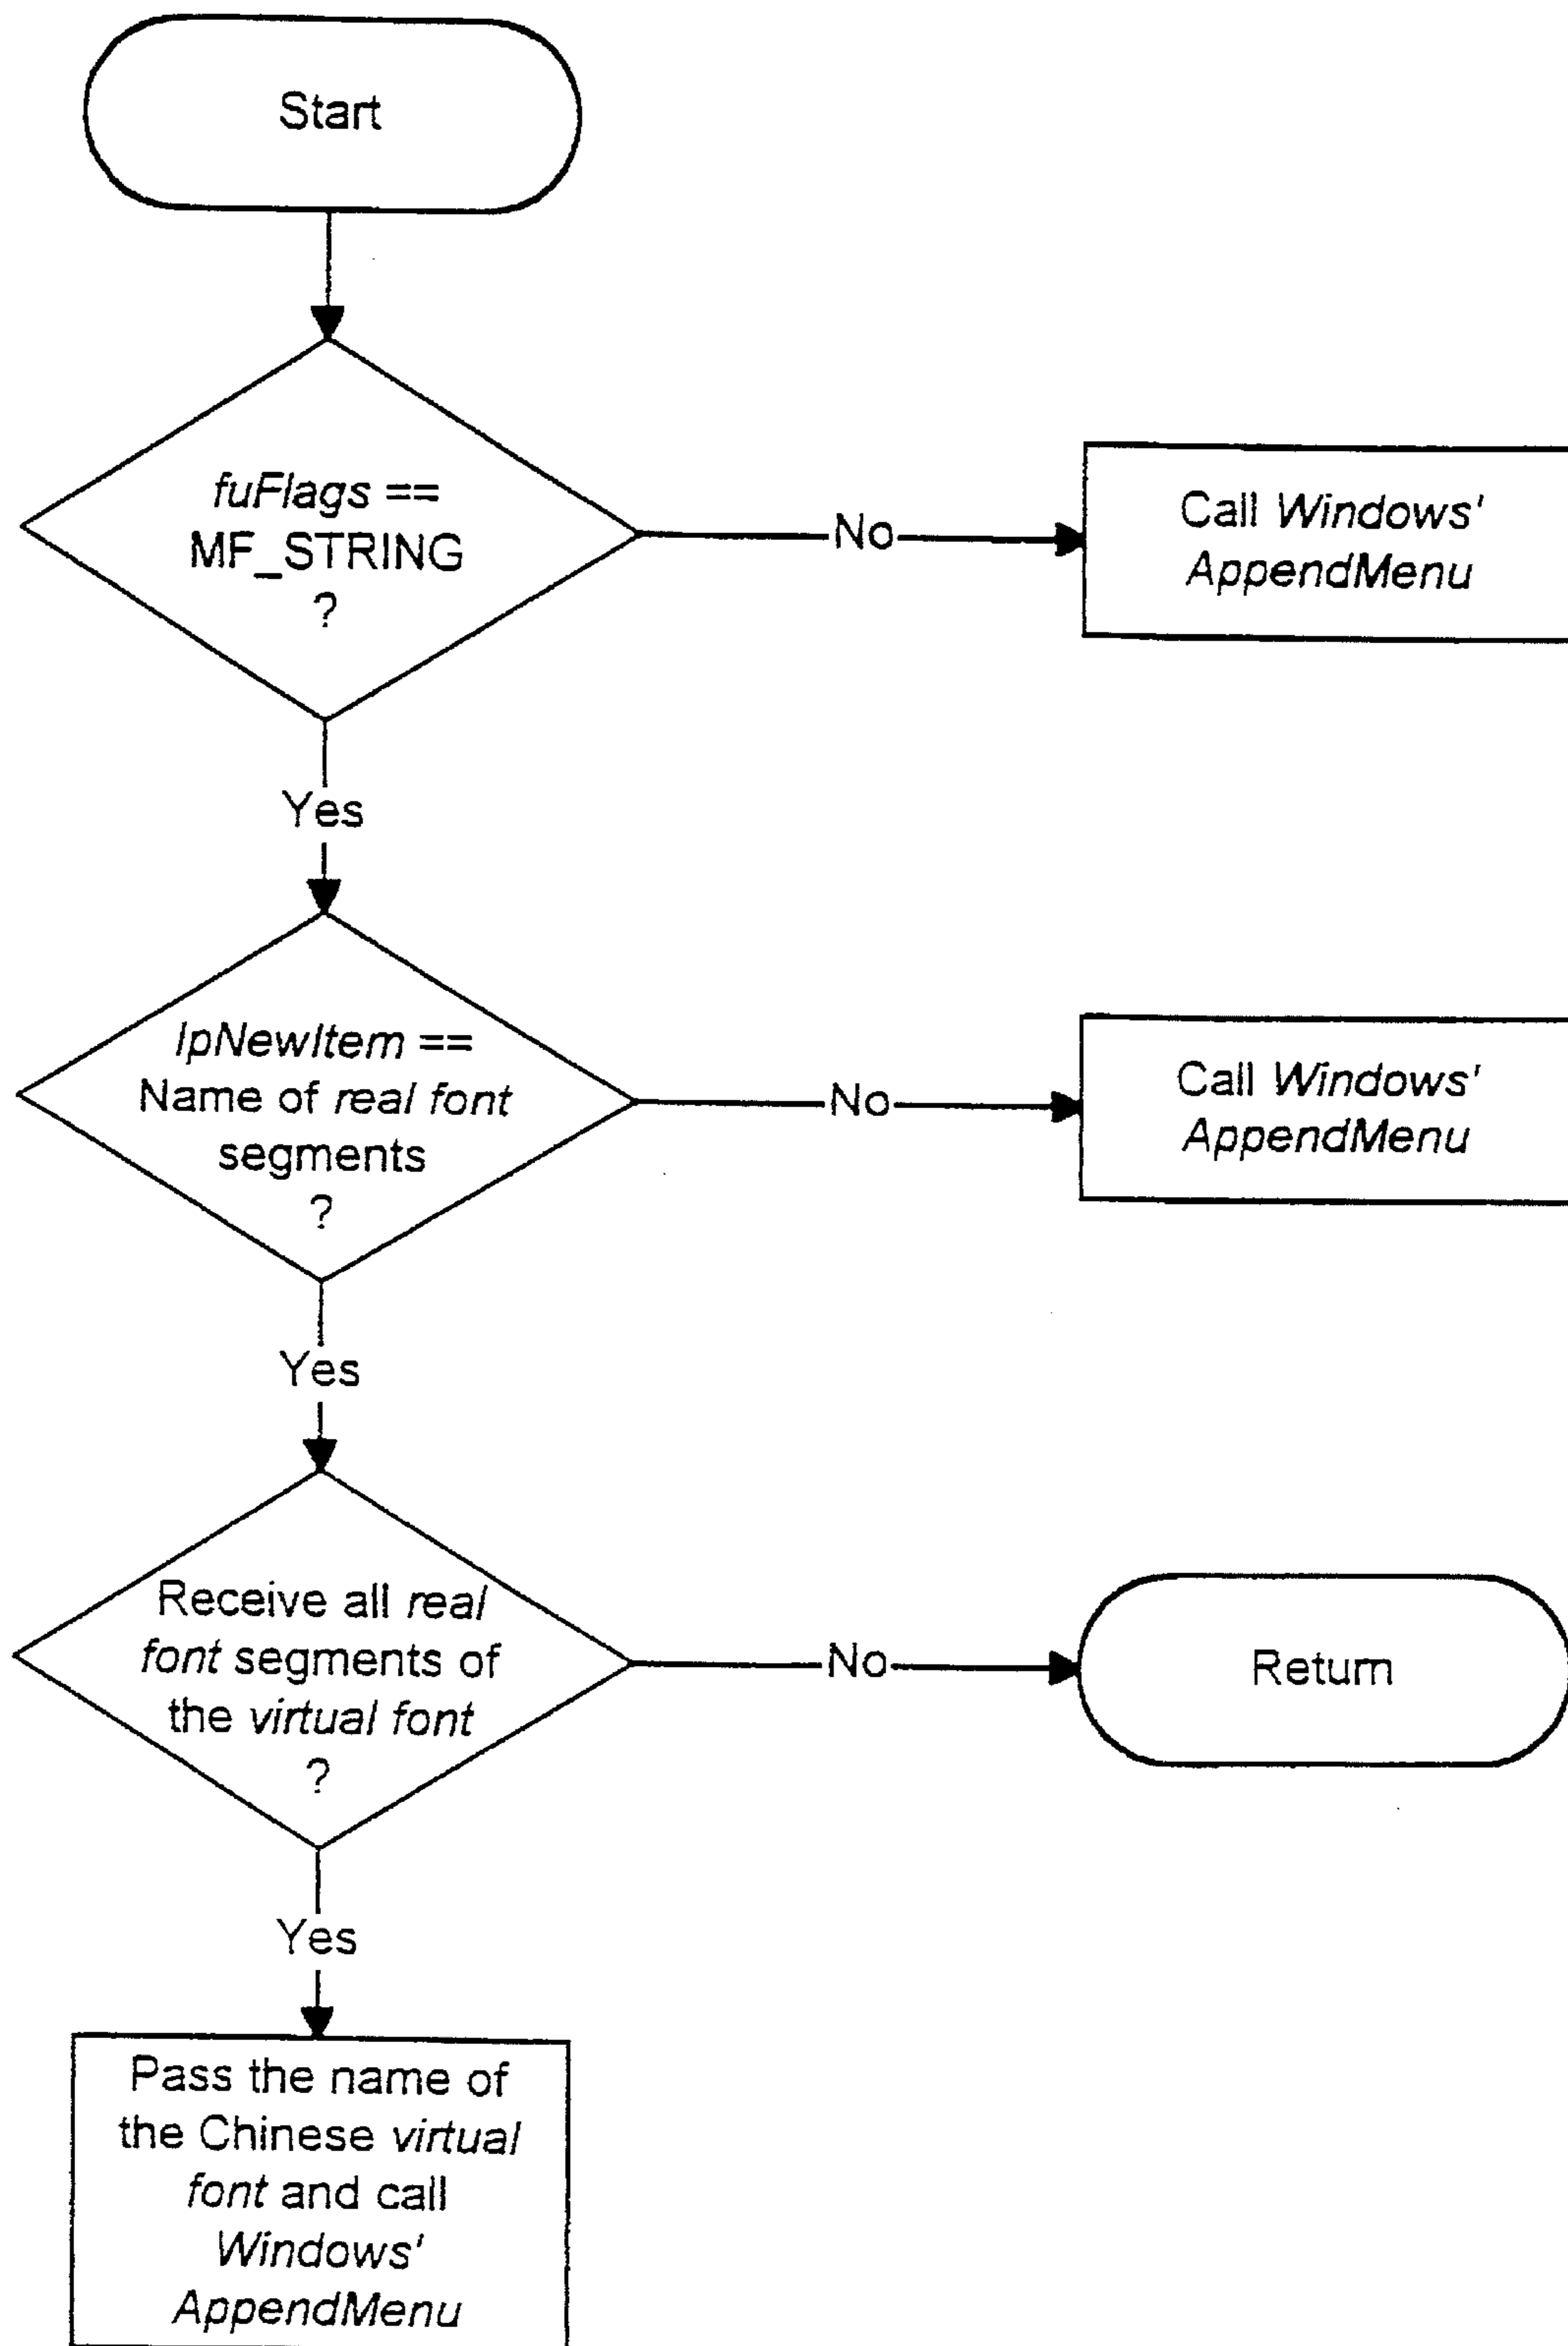 Start
fuFlags ==
MF_STRING
?
No
Call Windows'
AppendMenu
Yes
lpNewItem ==
Name of real font
segments
?
No
Call Windows'
AppendMenu
Yes
Receive all real
font segments of
the virtual font
?
No
Return
Yes
Pass the name of
the Chinese virtual
font and call
Windows'
AppendMenu